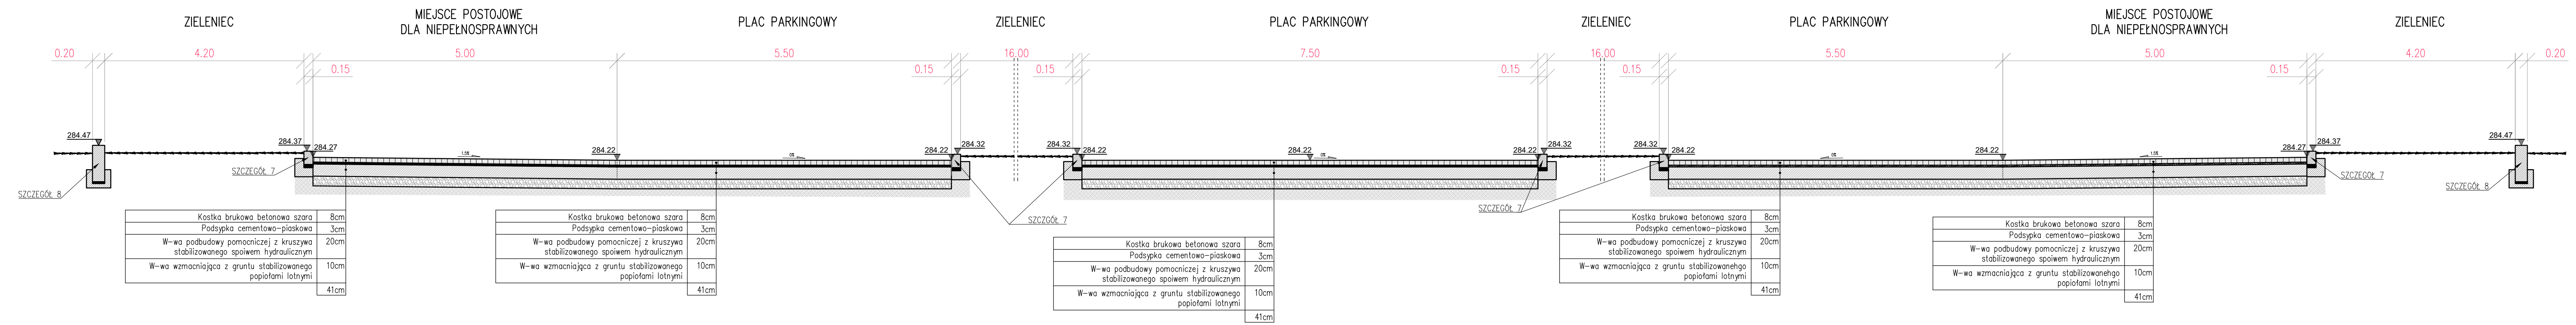 ZIELENIEC
MIEJSCE POSTOJOWE
DLA NIEPEŁNOSPRAWNYCH
PLAC PARKINGOWY
ZIELENIEC
PLAC PARKINGOWY
ZIELENIEC
PLAC PARKINGOWY
MIEJSCE POSTOJOWE
DLA NIEPEŁNOSPRAWNYCH
ZIELENIEC
0.20
4.20
5.00
5.50
16.00
7.50
16.00
5.50
5.00
4.20
0.20
0.15
0.15
0.15
0.15
0.15
0.15
284.47
284.37
284.27
1.5%
284.22
0%
284.22
284.32
284.32
284.22
284.22
0%
284.22
284.32
284.32
284.22
0%
284.22
1.5%
284.27
284.37
284.47
SZCZEGÓŁ 8
SZCZEGÓŁ 7
SZCZGÓŁ 7
SZCZEGÓŁ 7
SZCZEGÓŁ 7
SZCZEGÓŁ 8
Kostka brukowa betonowa szara 8cm
Podsypka cementowo-piaskowa 3cm
W-wa podbudowy pomocniczej z kruszywa 20cm
stabilizowanego spoiwem hydraulicznym
W-wa wzmacniająca z gruntu stabilizowanego 10cm
popiołami lotnymi
41cm
Kostka brukowa betonowa szara 8cm
Podsypka cementowo-piaskowa 3cm
W-wa podbudowy pomocniczej z kruszywa 20cm
stabilizowanego spoiwem hydraulicznym
W-wa wzmacniająca z gruntu stabilizowanego 10cm
popiołami lotnymi
41cm
Kostka brukowa betonowa szara 8cm
Podsypka cementowo-piaskowa 3cm
W-wa podbudowy pomocniczej z kruszywa 20cm
stabilizowanego spoiwem hydraulicznym
W-wa wzmacniająca z gruntu stabilizowanego 10cm
popiołami lotnymi
41cm
Kostka brukowa betonowa szara 8cm
Podsypka cementowo-piaskowa 3cm
W-wa podbudowy pomocniczej z kruszywa 20cm
stabilizowanego spoiwem hydraulicznym
W-wa wzmacniająca z gruntu stabilizowanehgo 10cm
popiołami lotnymi
41cm
Kostka brukowa betonowa szara 8cm
Podsypka cementowo-piaskowa 3cm
W-wa podbudowy pomocniczej z kruszywa 20cm
stabilizowanego spoiwem hydraulicznym
W-wa wzmacniająca z gruntu stabilizowanehgo 10cm
popiołami lotnymi
41cm